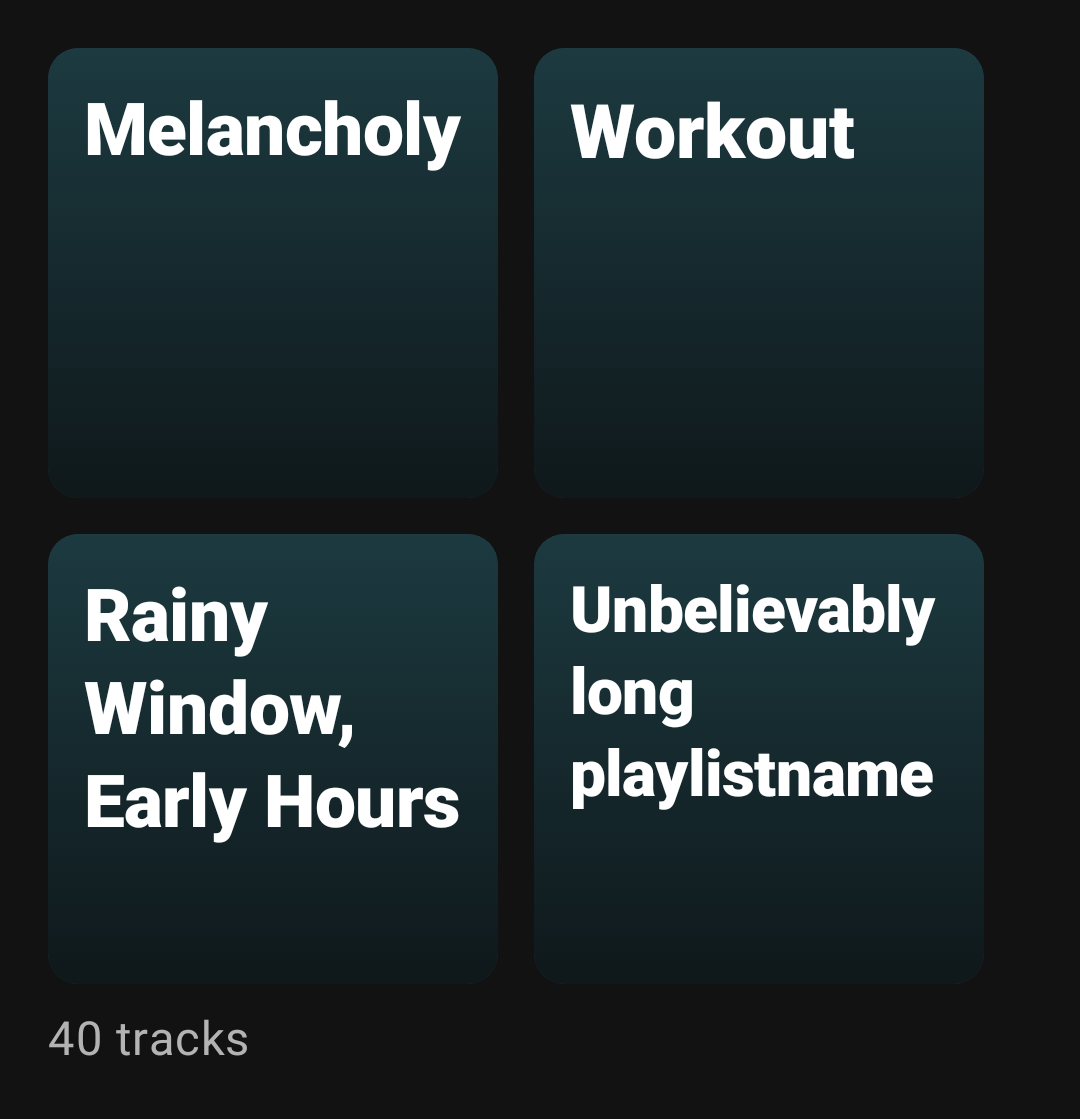 Melancholy
Workout
Rainy
Window,
Early Hours
Unbelievably
long
playlistname
40 tracks